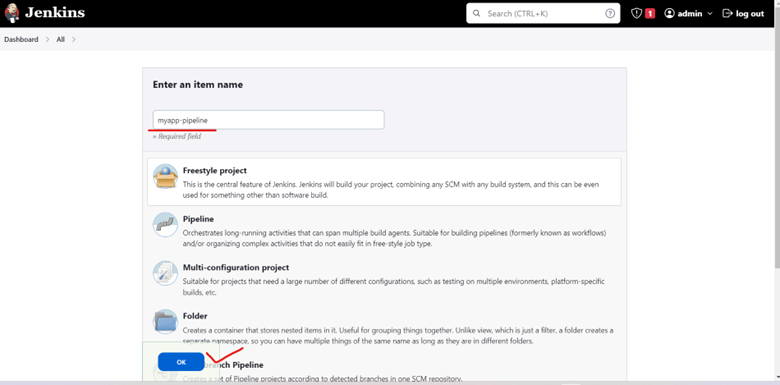 Jenkins
Search (CTRL+K)
?
1
admin
log out
Dashboard
All
Enter an item name
myapp-pipeline
» Required field
Freestyle project
This is the central feature of Jenkins. Jenkins will build your project, combining any SCM with any build system, and this can be even
used for something other than software build.
Pipeline
Orchestrates long-running activities that can span multiple build agents. Suitable for building pipelines (formerly known as workflows)
and/or organizing complex activities that do not easily fit in free-style job type.
Multi-configuration project
Suitable for projects that need a large number of different configurations, such as testing on multiple environments, platform-specific
builds, etc.
Folder
Creates a container that stores nested items in it. Useful for grouping things together. Unlike view, which is just a filter, a folder creates a
separate namespace, so you can have multiple things of the same name as long as they are in different folders.
OK
Pipeline
Creates a set of Pipeline projects according to detected branches in one SCM repository.